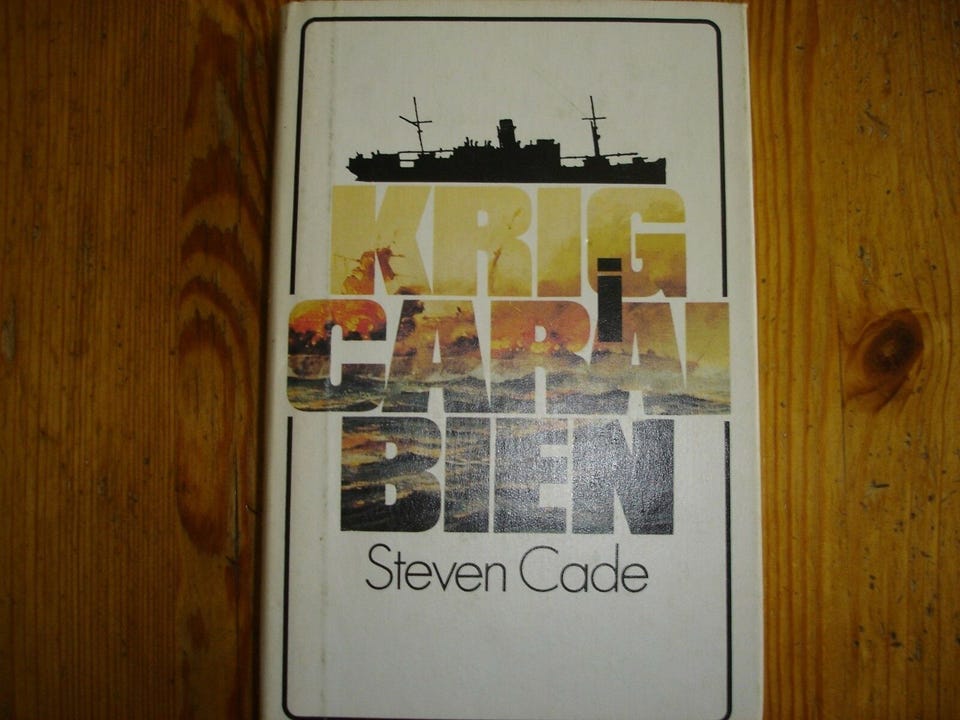 KRIG
i
CARAI
BIEN
Steven Cade